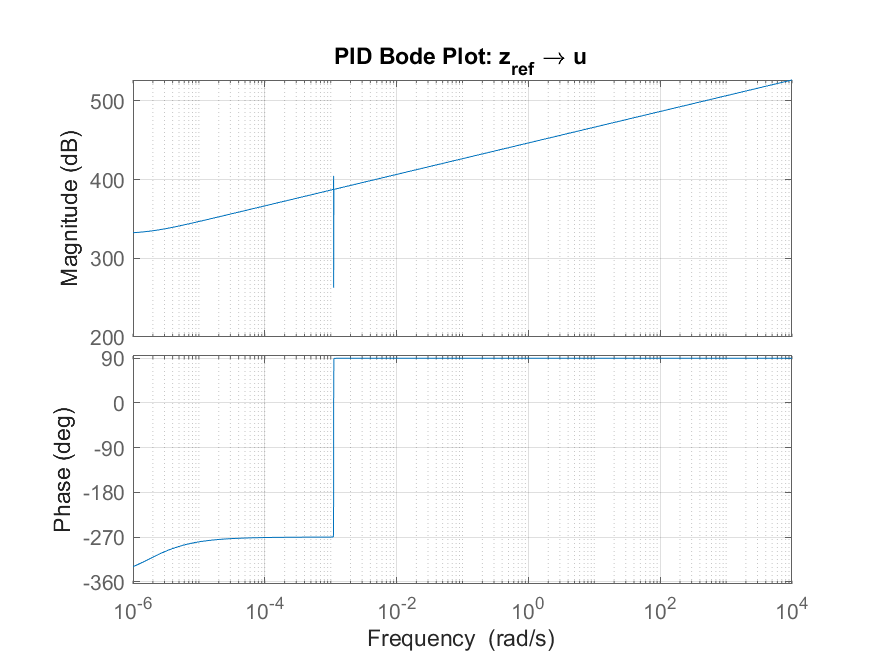 PID Bode Plot: z_ref → u
Magnitude (dB)
500
400
300
200
Phase (deg)
90
0
-90
-180
-270
-360
10^-6 10^-4 10^-2 10^0 10^2 10^4
Frequency (rad/s)